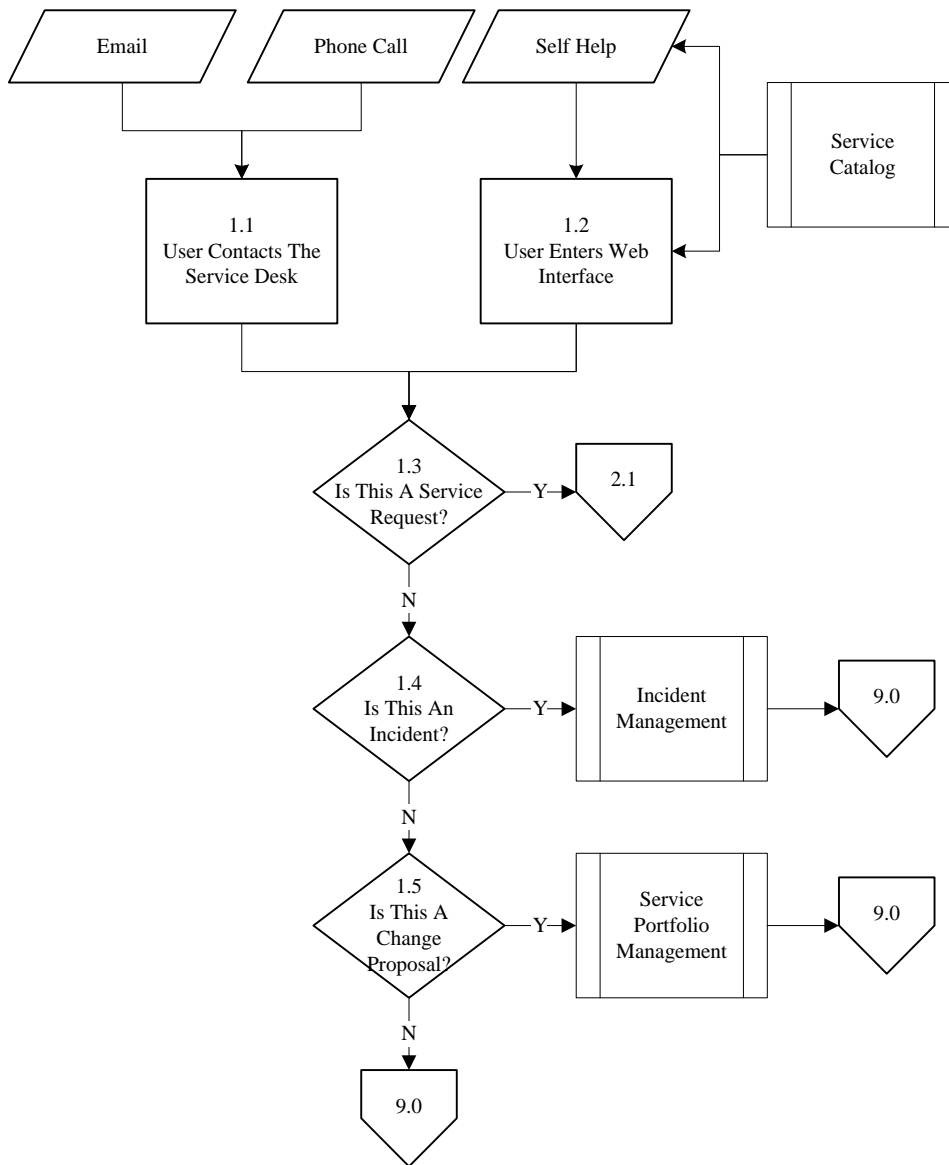 Email
Phone Call
Self Help
Service
Catalog
1.1
User Contacts The
Service Desk
1.2
User Enters Web
Interface
1.3
Is This A Service
Request?
Y
2.1
N
1.4
Is This An
Incident?
Y
Incident
Management
9.0
N
1.5
Is This A
Change
Proposal?
Y
Service
Portfolio
Management
9.0
N
9.0